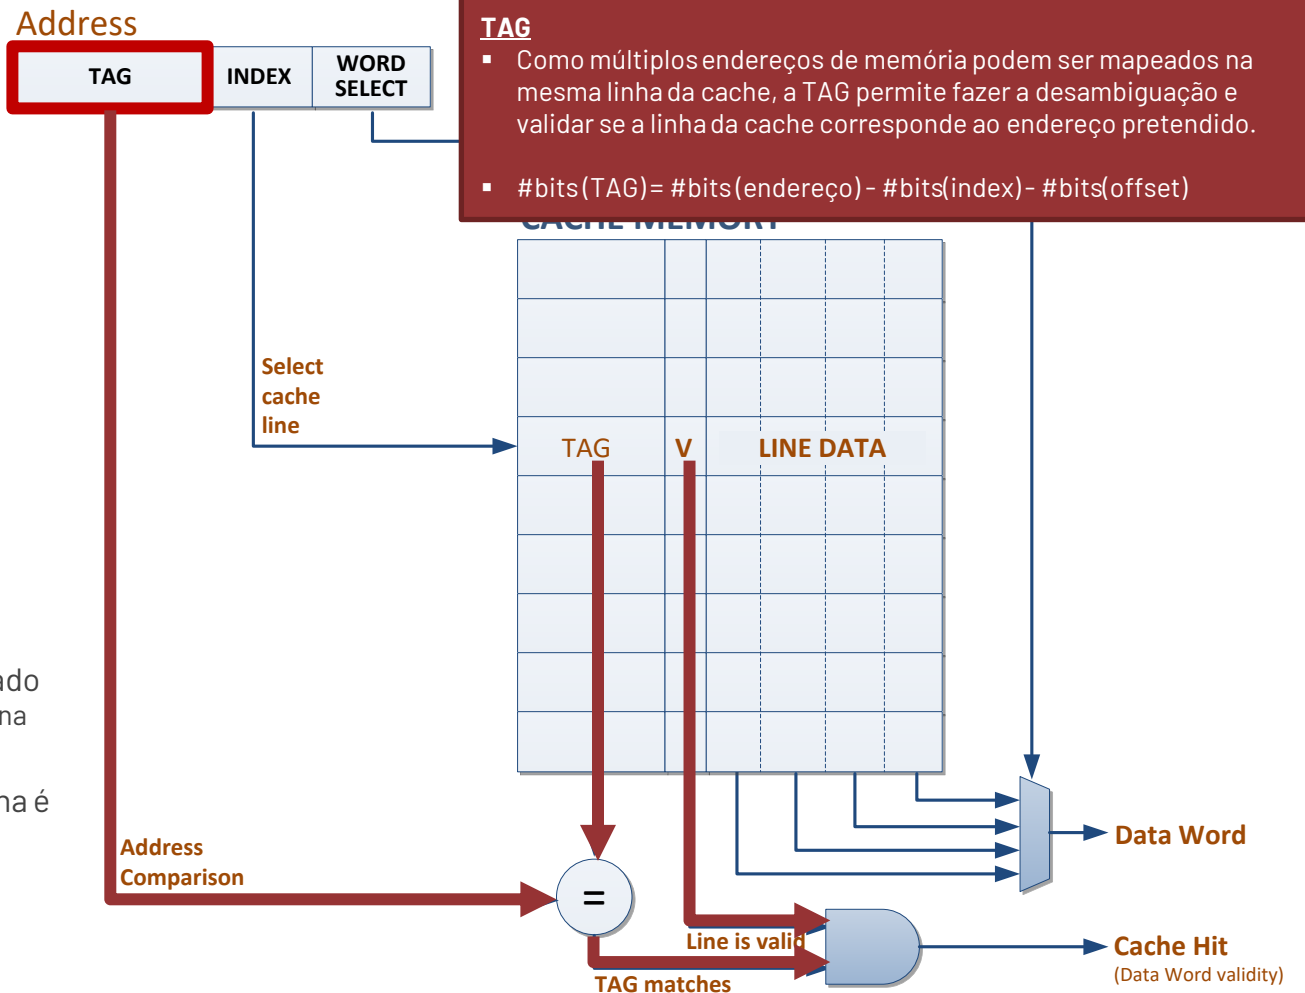 Address
TAG
INDEX
WORD
SELECT
TAG
▪ Como múltiplos endereços de memória podem ser mapeados na
mesma linha da cache, a TAG permite fazer a desambiguação e
validar se a linha da cache corresponde ao endereço pretendido.
▪ #bits(TAG) = #bits(endereço) - #bits(index) - #bits(offset)
CACHE MEMORY
Select
cache
line
TAG
V
LINE DATA
ado
na
na é
Address
Comparison
=
Data Word
Line is valid
TAG matches
Cache Hit
(Data Word validity)